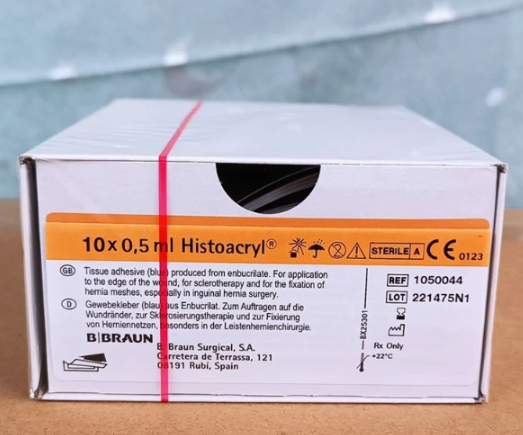 10 x 0,5 ml Histoacryl®
STERILE A
CE 0123
GB Tissue adhesive (blue) produced from enbucrilate. For application
to the edge of the wound, for sclerotherapy and for the fixation of
hernia meshes, especially in inguinal hernia surgery.
D Gewebekleber (blau) aus Enbucrilat. Zum Auftragen auf die
Wundränder, zur Sklerosierungstherapie und zur Fixierung
von Herniennetzen, besonders in der Leistenhernienchirurgie.
B|BRAUN
B. Braun Surgical, S.A.
Carretera de Terrassa, 121
08191 Rubí, Spain
BX25301
REF 1050044
LOT 221475N1
Rx Only
+22°C